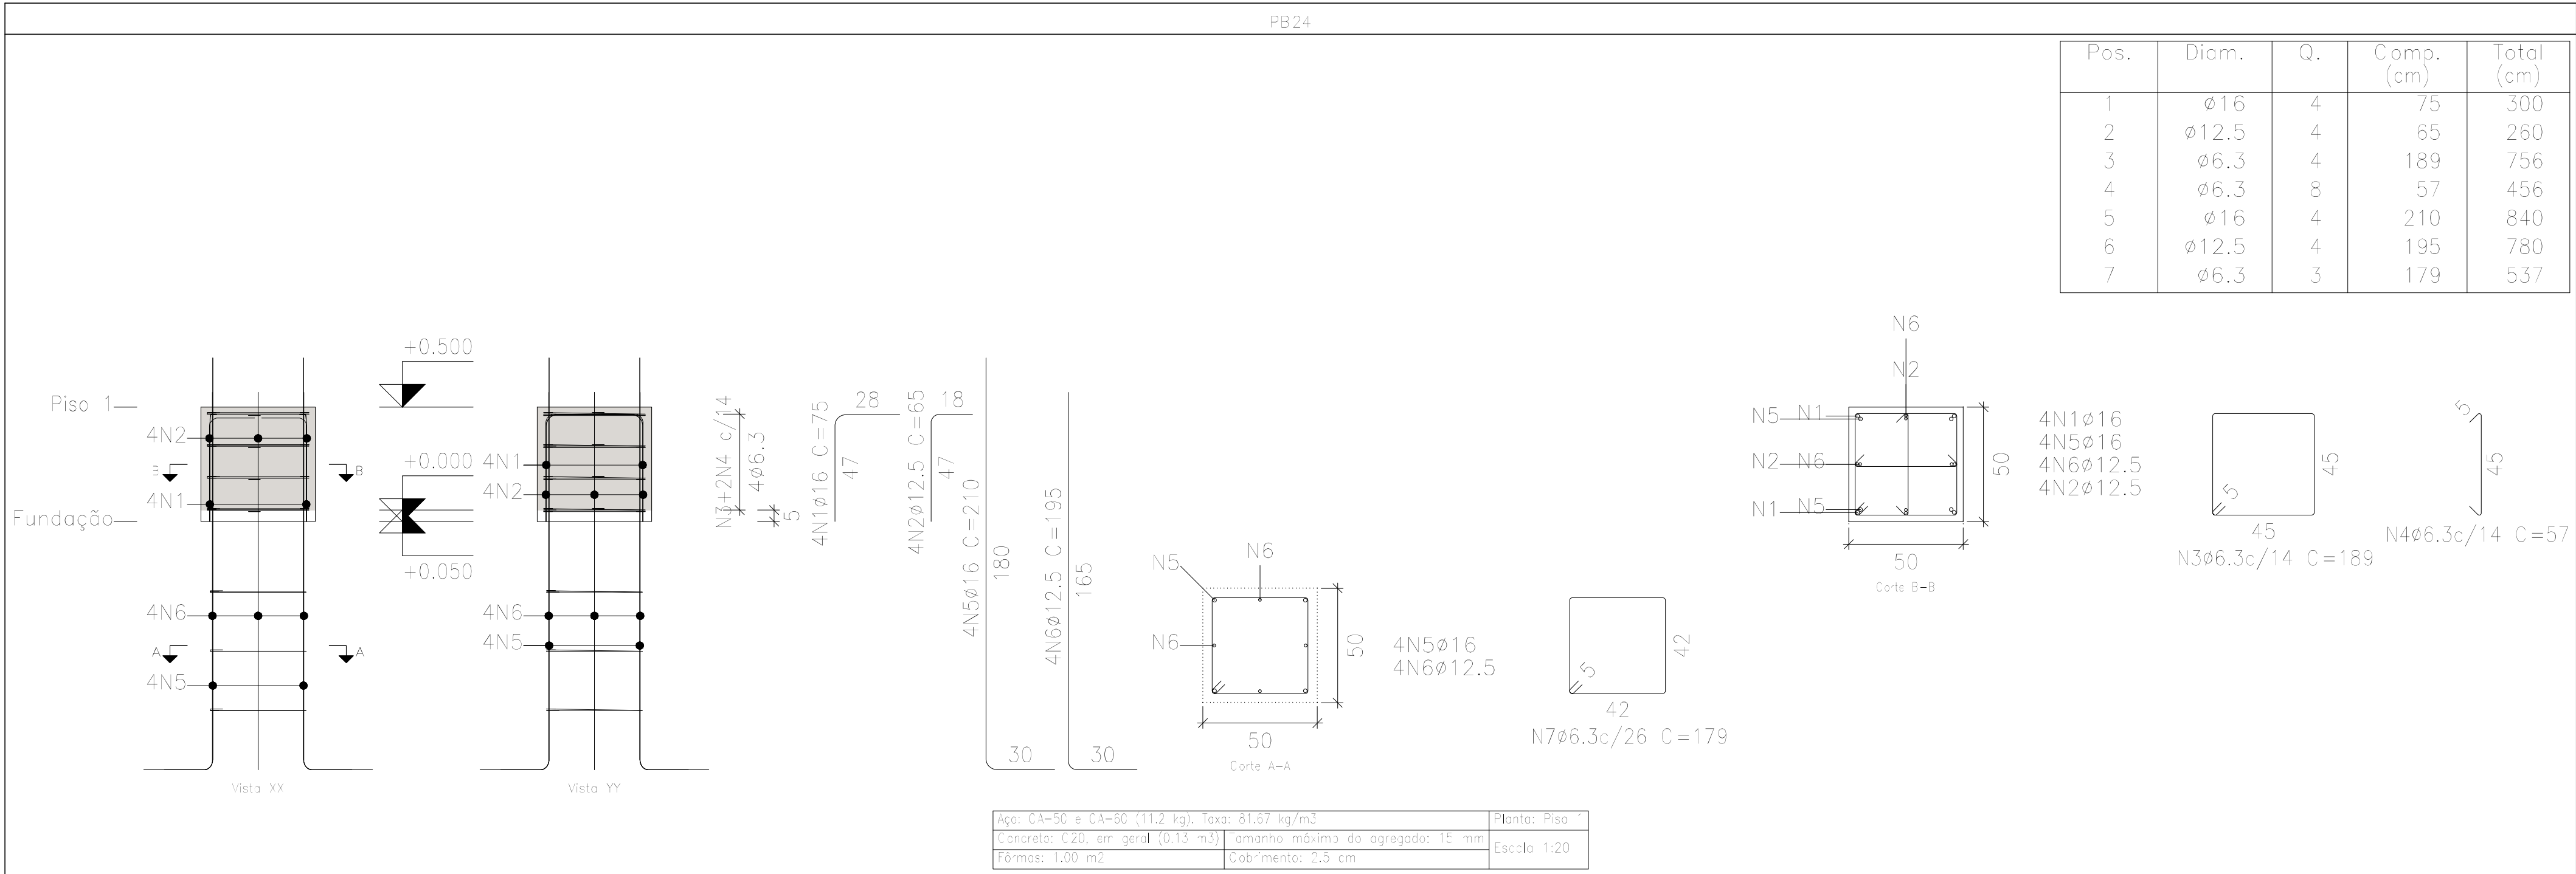 PB24
Pos. Diam. Q. Comp. (cm) Total (cm)
1 ø16 4 75 300
2 ø12.5 4 65 260
3 ø6.3 4 189 756
4 ø6.3 8 57 456
5 ø16 4 210 840
6 ø12.5 4 195 780
7 ø6.3 3 179 537
Piso 1
Fundação
4N2
B B
4N1
4N6
A A
4N5
Vista XX
+0.500
+0.000
+0.050
4N1
4N2
4N6
4N5
Vista YY
N3+2N4 c/14
4ø6.3
5
4N1ø16 C=75
28
47
4N2ø12.5 C=65
18
47
4N5ø16 C=210
180
30
4N6ø12.5 C=195
165
30
N5
N6
N6
50
50
Corte A-A
4N5ø16
4N6ø12.5
5
42
42
N7ø6.3c/26 C=179
N6
N2
N5 N1
N2 N6
N1 N5
50
50
Corte B-B
4N1ø16
4N5ø16
4N6ø12.5
4N2ø12.5
5
45
45
N3ø6.3c/14 C=189
5
45
N4ø6.3c/14 C=57
Aço: CA-50 e CA-60 (11.2 kg). Taxa: 81.67 kg/m3
Planta: Piso 1
Concreto: C20, em geral (0.13 m3)
Tamanho máximo do agregado: 15 mm
Escala 1:20
Fôrmas: 1.00 m2
Cobrimento: 2.5 cm